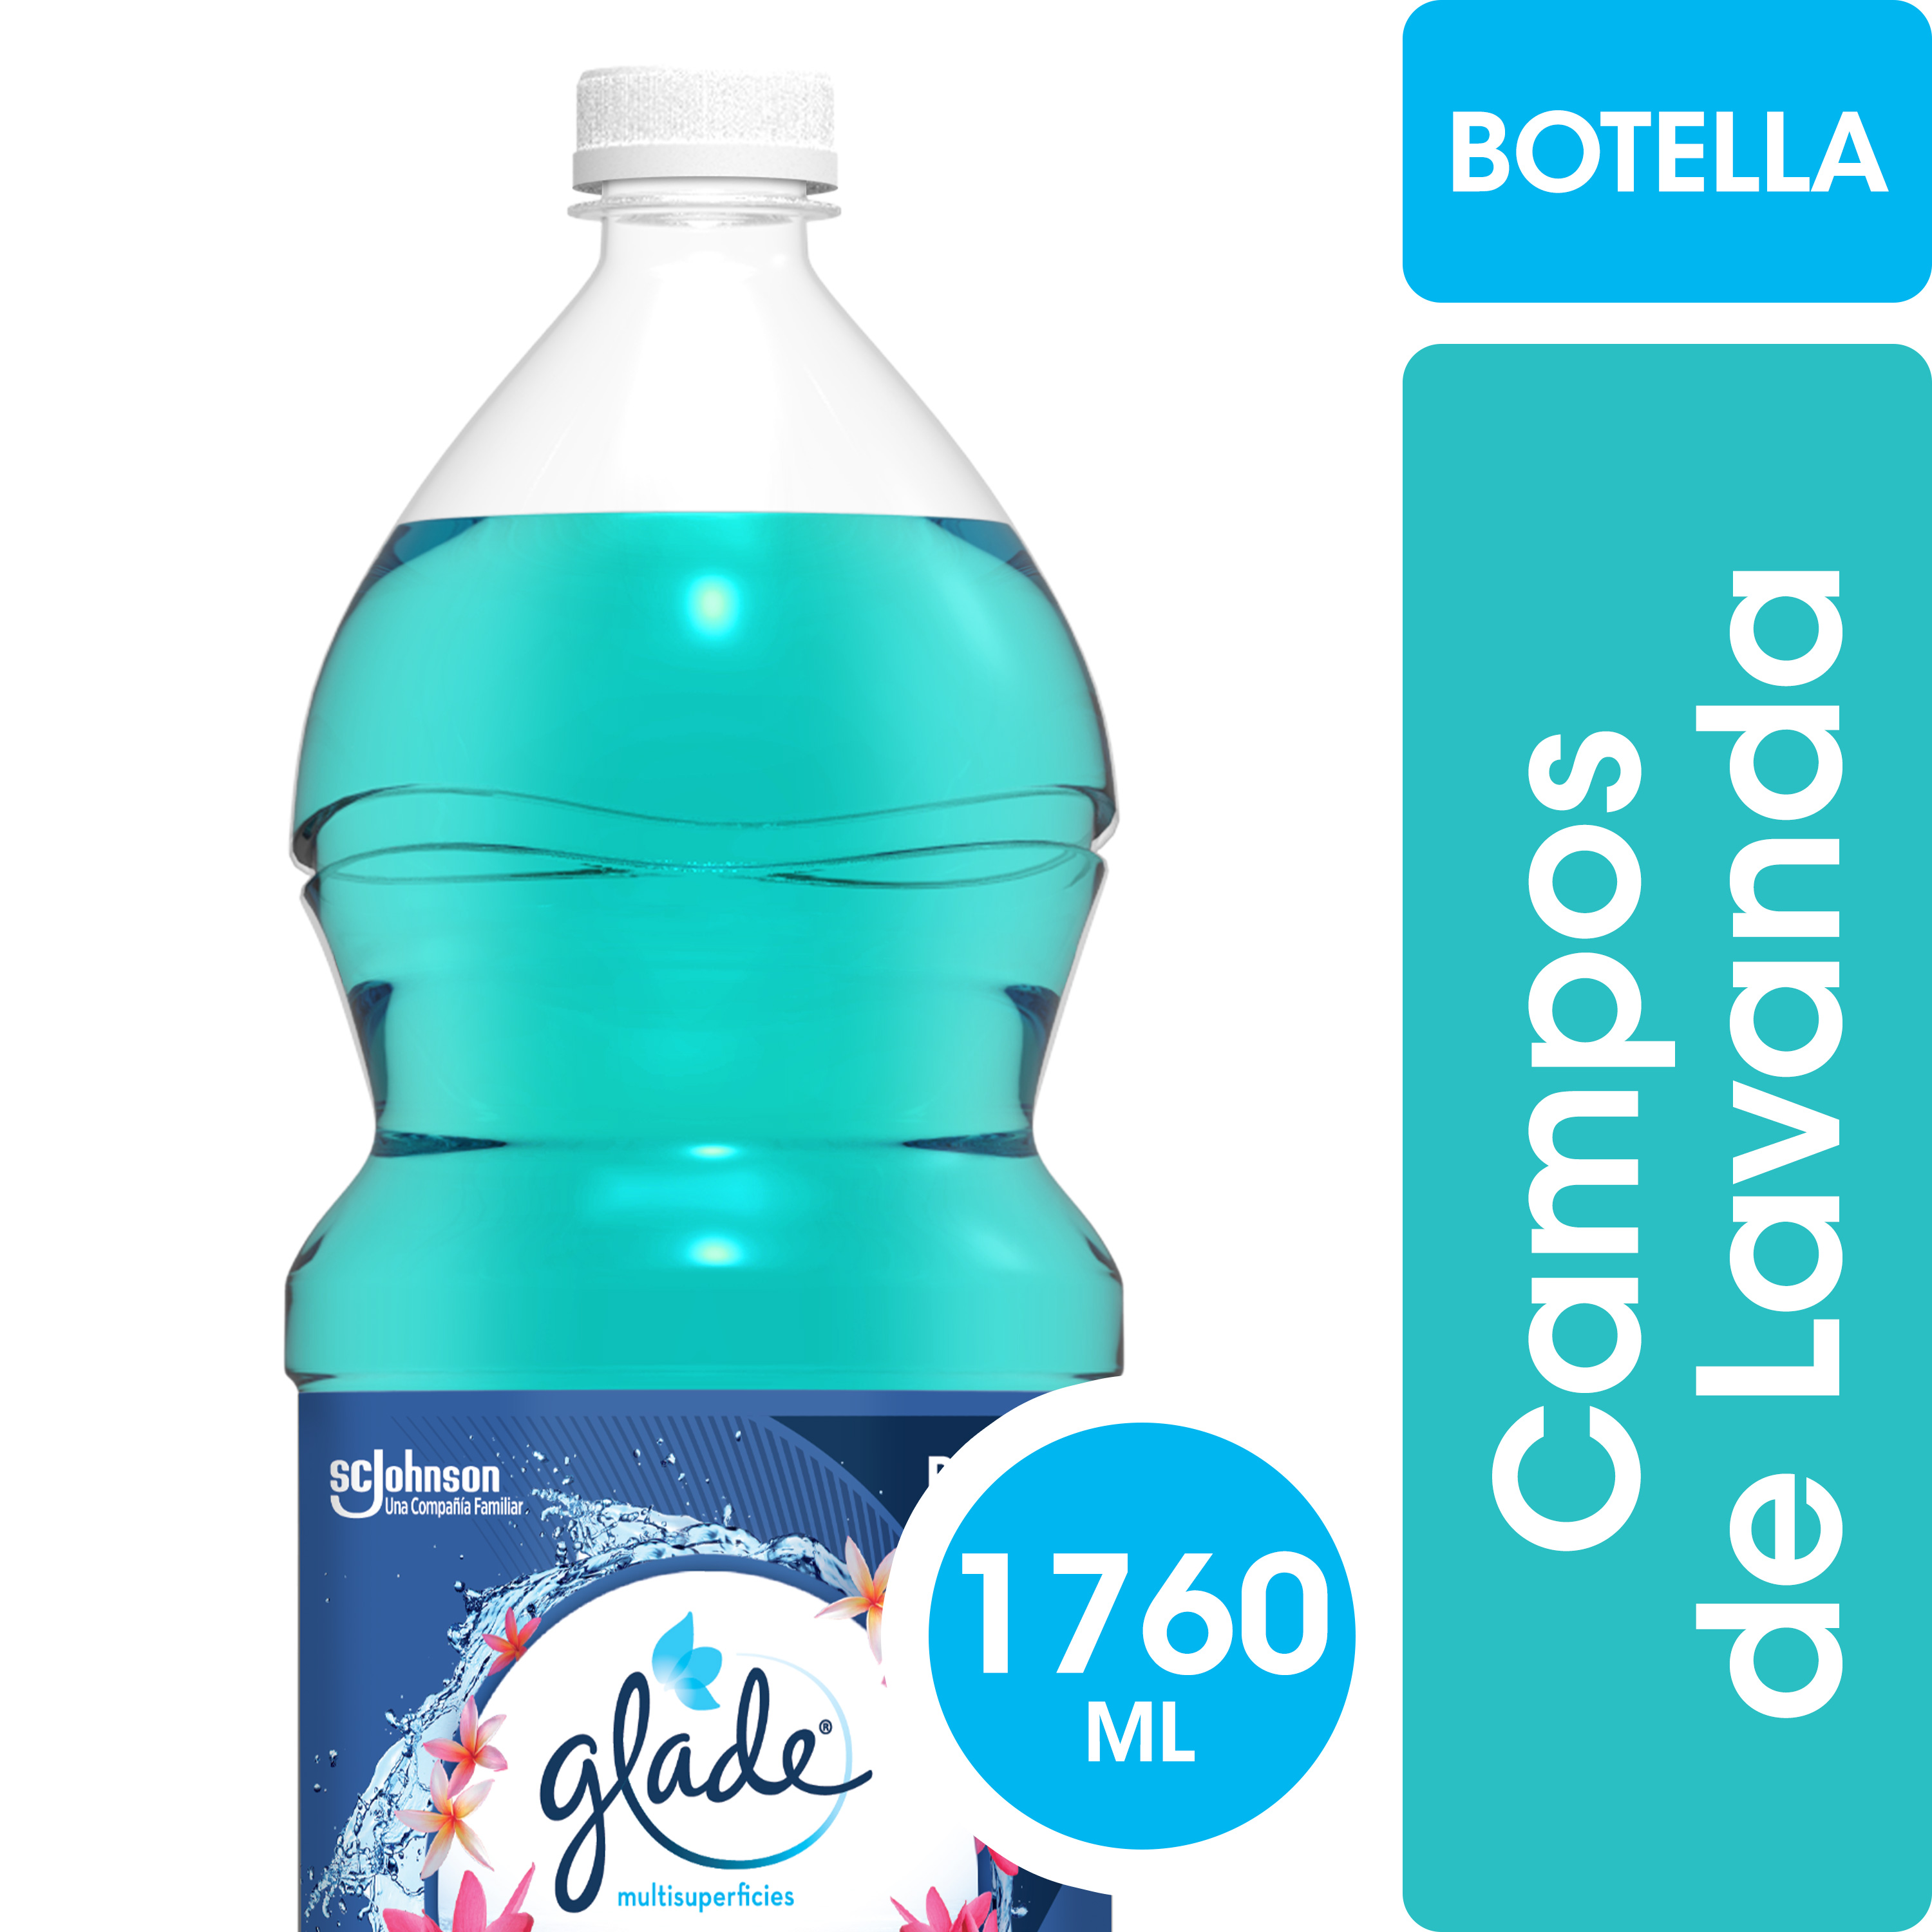 BOTELLA
Campos
de Lavanda
SCJohnson
Una Compañía Familiar
glade®
multisuperficies
1760
ML